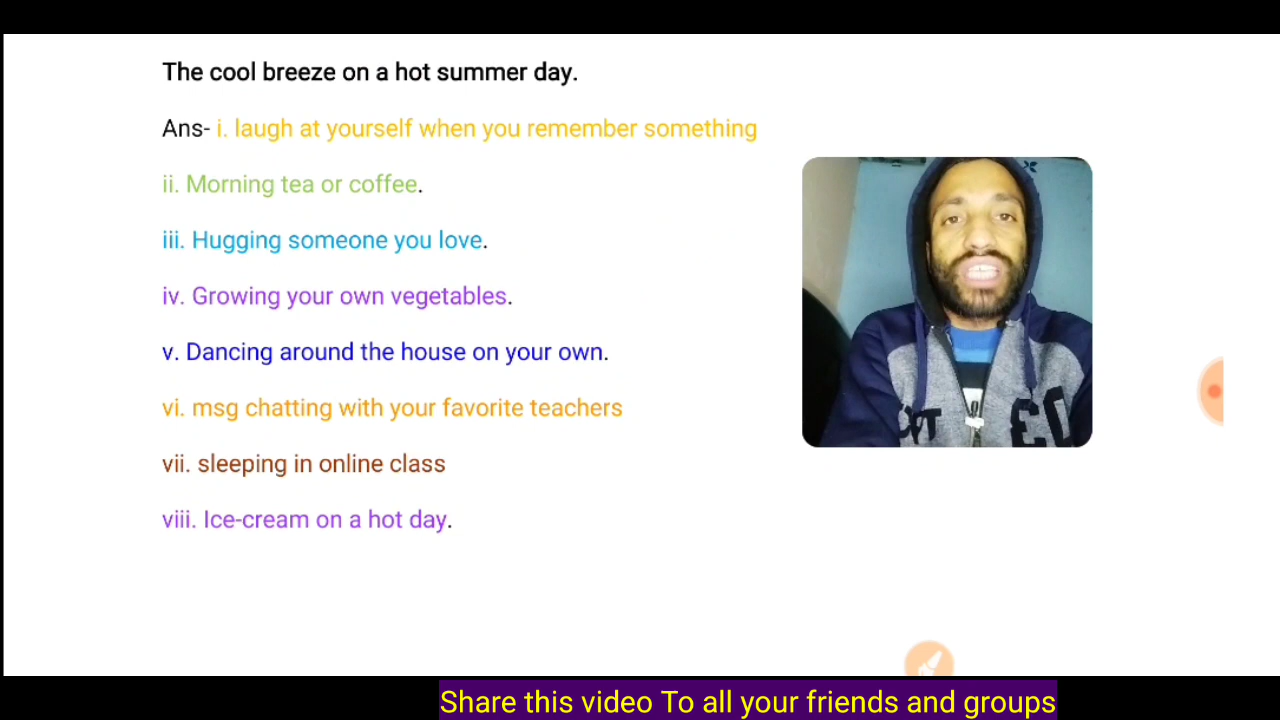 The cool breeze on a hot summer day.
Ans- i. laugh at yourself when you remember something
ii. Morning tea or coffee.
iii. Hugging someone you love.
iv. Growing your own vegetables.
v. Dancing around the house on your own.
vi. msg chatting with your favorite teachers
vii. sleeping in online class
viii. Ice-cream on a hot day.
Share this video To all your friends and groups